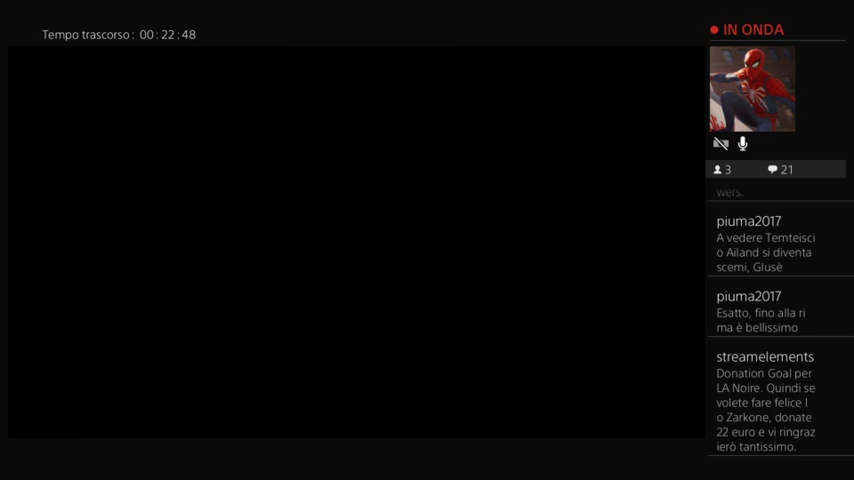 Tempo trascorso: 00:22:48
IN ONDA
3 21
wers.
piuma2017
A vedere Temteisci
o Ailand si diventa
scemi, Glusè
piuma2017
Esatto, fino alla ri
ma è bellissimo
streamelements
Donation Goal per
LA Noire. Quindi se
volete fare felice l
o Zarkone, donate
22 euro e vi ringraz
ierò tantissimo.